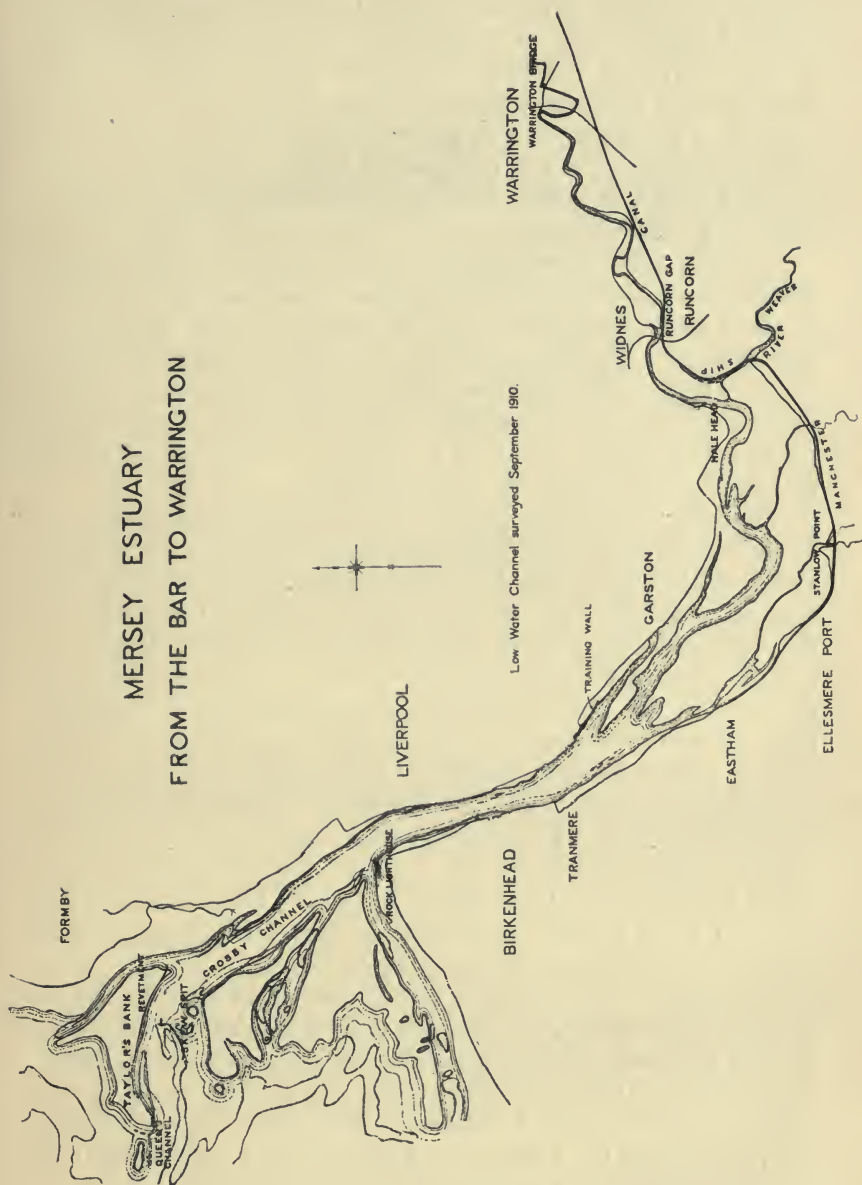 MERSEY ESTUARY
FROM THE BAR TO WARRINGTON
FORMBY
TAYLOR'S BANK
REVETMENT
QUEEN'S
CHANNEL
SPIT
CROSBY CHANNEL
ROCK LIGHTHOUSE
LIVERPOOL
BIRKENHEAD
TRANMERE
Low Water Channel surveyed September 1910.
TRAINING WALL
GARSTON
EASTHAM
ELLESMERE PORT
STANLOW POINT
MANCHESTER
SHIP
CANAL
HALE HEAD
RIVER
WEAVER
WIDNES
RUNCORN GAP
RUNCORN
WARRINGTON
WARRINGTON BRIDGE